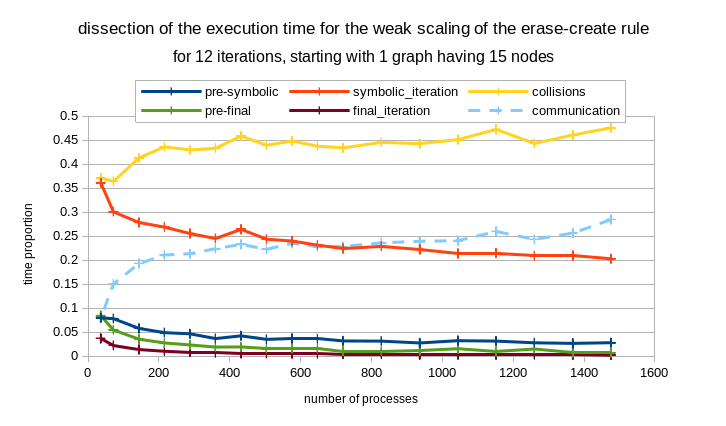 dissection of the execution time for the weak scaling of the erase-create rule
for 12 iterations, starting with 1 graph having 15 nodes
pre-symbolic symbolic_iteration collisions
pre-final final_iteration communication
0.5
0.45
0.4
0.35
0.3
0.25
0.2
0.15
0.1
0.05
0
time proportion
0 200 400 600 800 1000 1200 1400 1600
number of processes